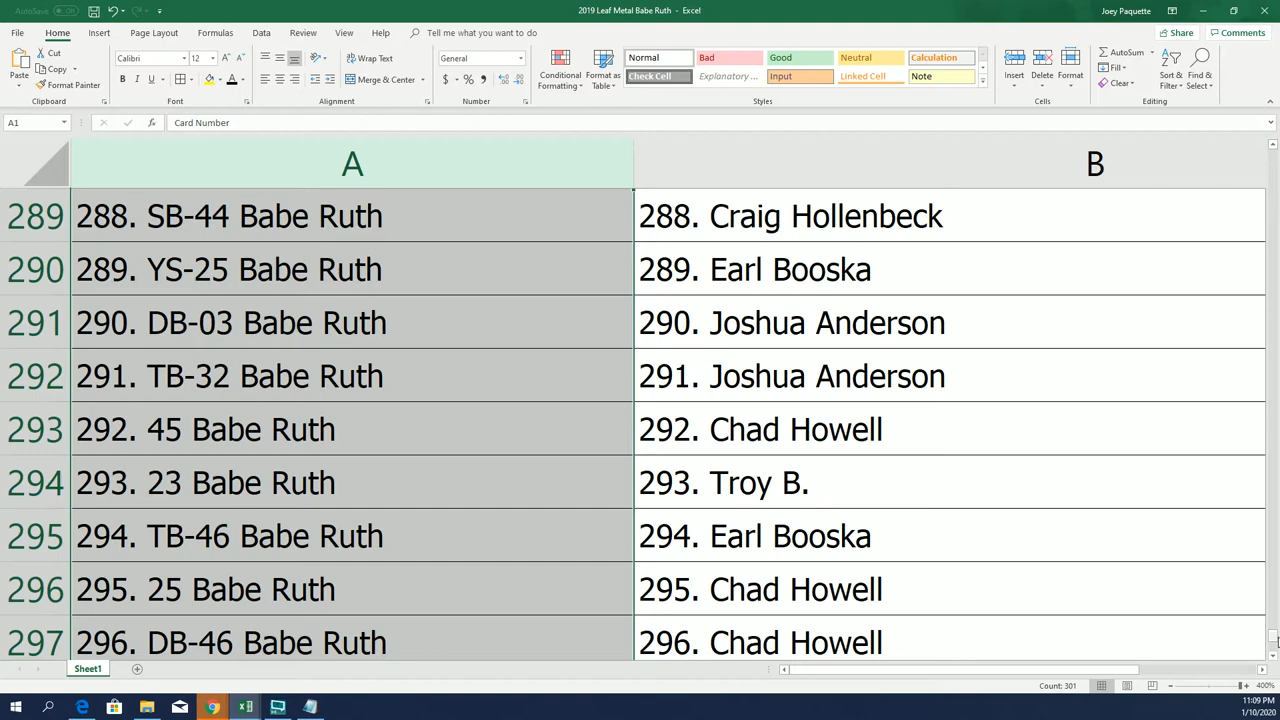 AutoSave Off
2019 Leaf Metal Babe Ruth - Excel
Joey Paquette
File Home Insert Page Layout Formulas Data Review View Help Tell me what you want to do
Share Comments
Paste Cut Copy Format Painter
Calibri 12
Wrap Text
Merge & Center
General
Conditional Formatting Format as Table
Normal Bad Good Neutral Calculation
Check Cell Explanatory ... Input Linked Cell Note
Insert Delete Format
AutoSum Fill Clear
Sort & Filter Find & Select
Clipboard Font Alignment Number Styles Cells Editing
A1 fx Card Number
A B
289 288. SB-44 Babe Ruth 288. Craig Hollenbeck
290 289. YS-25 Babe Ruth 289. Earl Booska
291 290. DB-03 Babe Ruth 290. Joshua Anderson
292 291. TB-32 Babe Ruth 291. Joshua Anderson
293 292. 45 Babe Ruth 292. Chad Howell
294 293. 23 Babe Ruth 293. Troy B.
295 294. TB-46 Babe Ruth 294. Earl Booska
296 295. 25 Babe Ruth 295. Chad Howell
297 296. DB-46 Babe Ruth 296. Chad Howell
Sheet1
Count: 301 400%
11:09 PM
1/10/2020